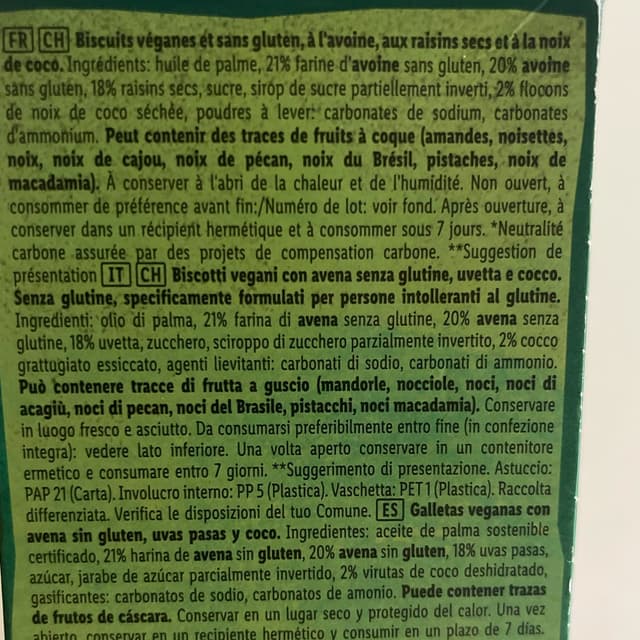 FR CH Biscuits véganes et sans gluten, à l'avoine, aux raisins secs et à la noix
de coco. Ingrédients: huile de palme, 21% farine d'avoine sans gluten, 20% avoine
sans gluten, 18% raisins secs, sucre, sirop de sucre partiellement inverti, 2% flocons
de noix de coco séchée, poudres à lever: carbonates de sodium, carbonates
d'ammonium. Peut contenir des traces de fruits à coque (amandes, noisettes,
noix, noix de cajou, noix de pécan, noix du Brésil, pistaches, noix de
macadamia). À conserver à l'abri de la chaleur et de l'humidité. Non ouvert, à
consommer de préférence avant fin:/Numéro de lot: voir fond. Après ouverture, à
conserver dans un récipient hermétique et à consommer sous 7 jours. *Neutralité
carbone assurée par des projets de compensation carbone. **Suggestion de
présentation IT CH Biscotti vegani con avena senza glutine, uvetta e cocco.
Senza glutine, specificamente formulati per persone intolleranti al glutine.
Ingredienti: olio di palma, 21% farina di avena senza glutine, 20% avena senza
glutine, 18% uvetta, zucchero, sciroppo di zucchero parzialmente invertito, 2% cocco
grattugiato essiccato, agenti lievitanti: carbonati di sodio, carbonati di ammonio.
Può contenere tracce di frutta a guscio (mandorle, nocciole, noci, noci di
acagiù, noci di pecan, noci del Brasile, pistacchi, noci macadamia). Conservare
in luogo fresco e asciutto. Da consumarsi preferibilmente entro fine (in confezione
integra): vedere lato inferiore. Una volta aperto conservare in un contenitore
ermetico e consumare entro 7 giorni. **Suggerimento di presentazione. Astuccio:
PAP 21 (Carta). Involucro interno: PP 5 (Plastica). Vaschetta: PET 1 (Plastica). Raccolta
differenziata. Verifica le disposizioni del tuo Comune. ES Galletas veganas con
avena sin gluten, uvas pasas y coco. Ingredientes: aceite de palma sostenible
certificado, 21% harina de avena sin gluten, 20% avena sin gluten, 18% uvas pasas,
azúcar, jarabe de azúcar parcialmente invertido, 2% virutas de coco deshidratado,
gasificantes: carbonatos de sodio, carbonatos de amonio. Puede contener trazas
de frutos de cáscara. Conservar en un lugar seco y protegido del calor. Una vez
abierto, conservar en un recipiente hermético y consumir en un plazo de 7 días.